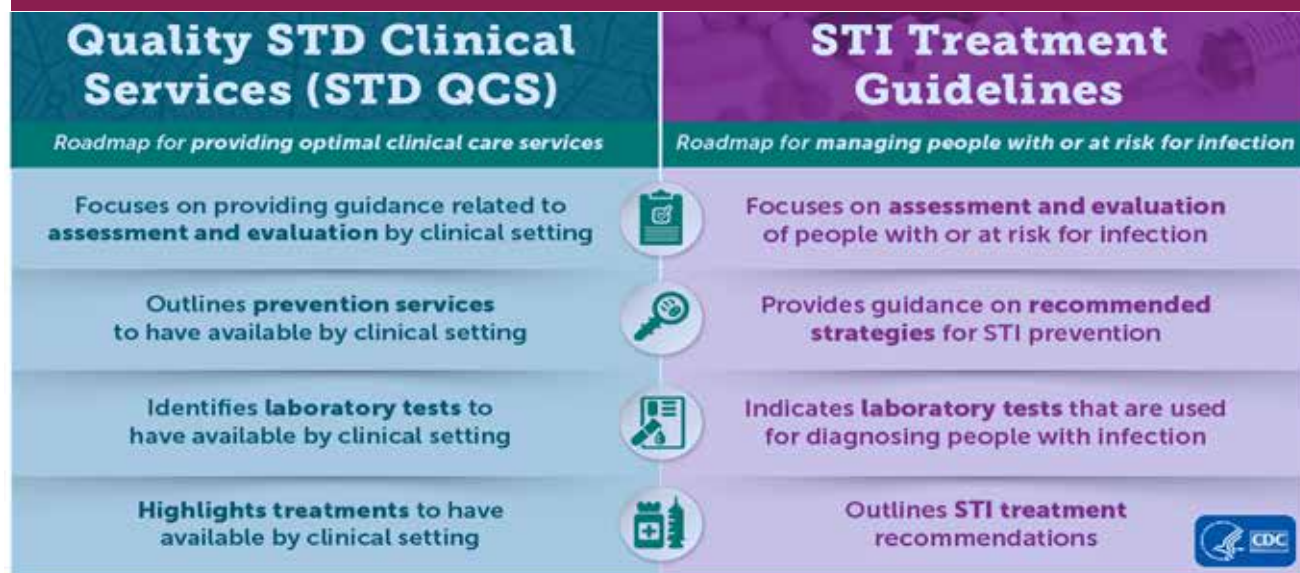 Quality STD Clinical
Services (STD QCS)
Roadmap for providing optimal clinical care services
Focuses on providing guidance related to
assessment and evaluation by clinical setting
Outlines prevention services
to have available by clinical setting
Identifies laboratory tests to
have available by clinical setting
Highlights treatments to have
available by clinical setting
STI Treatment
Guidelines
Roadmap for managing people with or at risk for infection
Focuses on assessment and evaluation
of people with or at risk for infection
Provides guidance on recommended
strategies for STI prevention
Indicates laboratory tests that are used
for diagnosing people with infection
Outlines STI treatment
recommendations
CDC